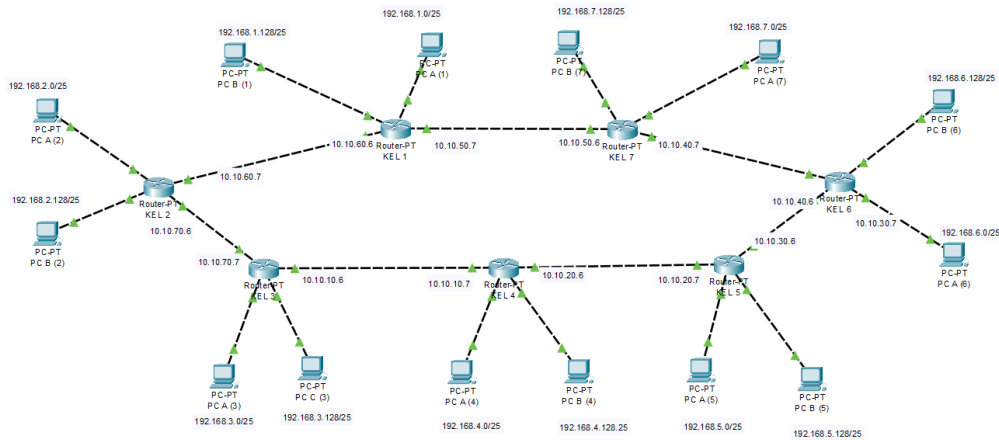 192.168.7.128/25
192.168.1.0/25
192.168.1.128/25
192.168.7.0/25
PC-PT
PC A (1)
PC-PT
PC B (7)
PC-PT
PC A (7)
PC-PT
PC B (1)
192.168.2.0/25
192.168.6.128/25
PC-PT
PC A (2)
PC-PT
PC B (6)
Router-PT
KEL 1
10.10.60.6
10.10.50.7
10.10.50.6
Router-PT
KEL 7
10.10.40.7
10.10.60.7
Router-PT
KEL 2
192.168.2.128/25
10.10.70.6
PC-PT
PC B (2)
10.10.40.6
Router-PT
KEL 6
10.10.30.7
192.168.6.0/25
10.10.30.6
PC-PT
PC A (6)
10.10.70.7
Router-PT
KEL 3
10.10.10.6
10.10.10.7
Router-PT
KEL 4
10.10.20.6
10.10.20.7
Router-PT
KEL 5
PC-PT
PC A (3)
PC-PT
PC C (3)
PC-PT
PC A (4)
PC-PT
PC B (4)
PC-PT
PC A (5)
PC-PT
PC B (5)
192.168.3.0/25
192.168.3.128/25
192.168.4.0/25
192.168.4.128.25
192.168.5.0/25
192.168.5.128/25